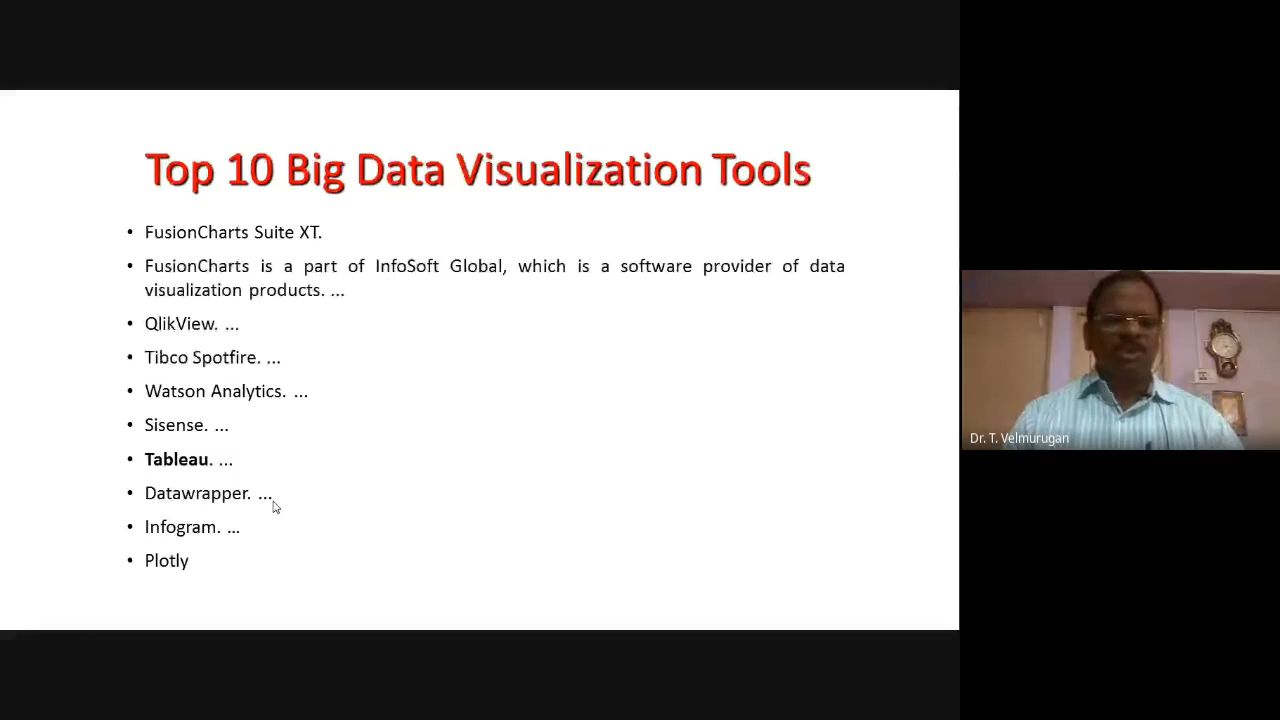 Top 10 Big Data Visualization Tools
• FusionCharts Suite XT.
• FusionCharts is a part of InfoSoft Global, which is a software provider of data
visualization products. ...
• QlikView. ...
• Tibco Spotfire. ...
• Watson Analytics. ...
• Sisense. ...
• Tableau. ...
• Datawrapper. ...
• Infogram. ...
• Plotly
Dr. T. Velmurugan